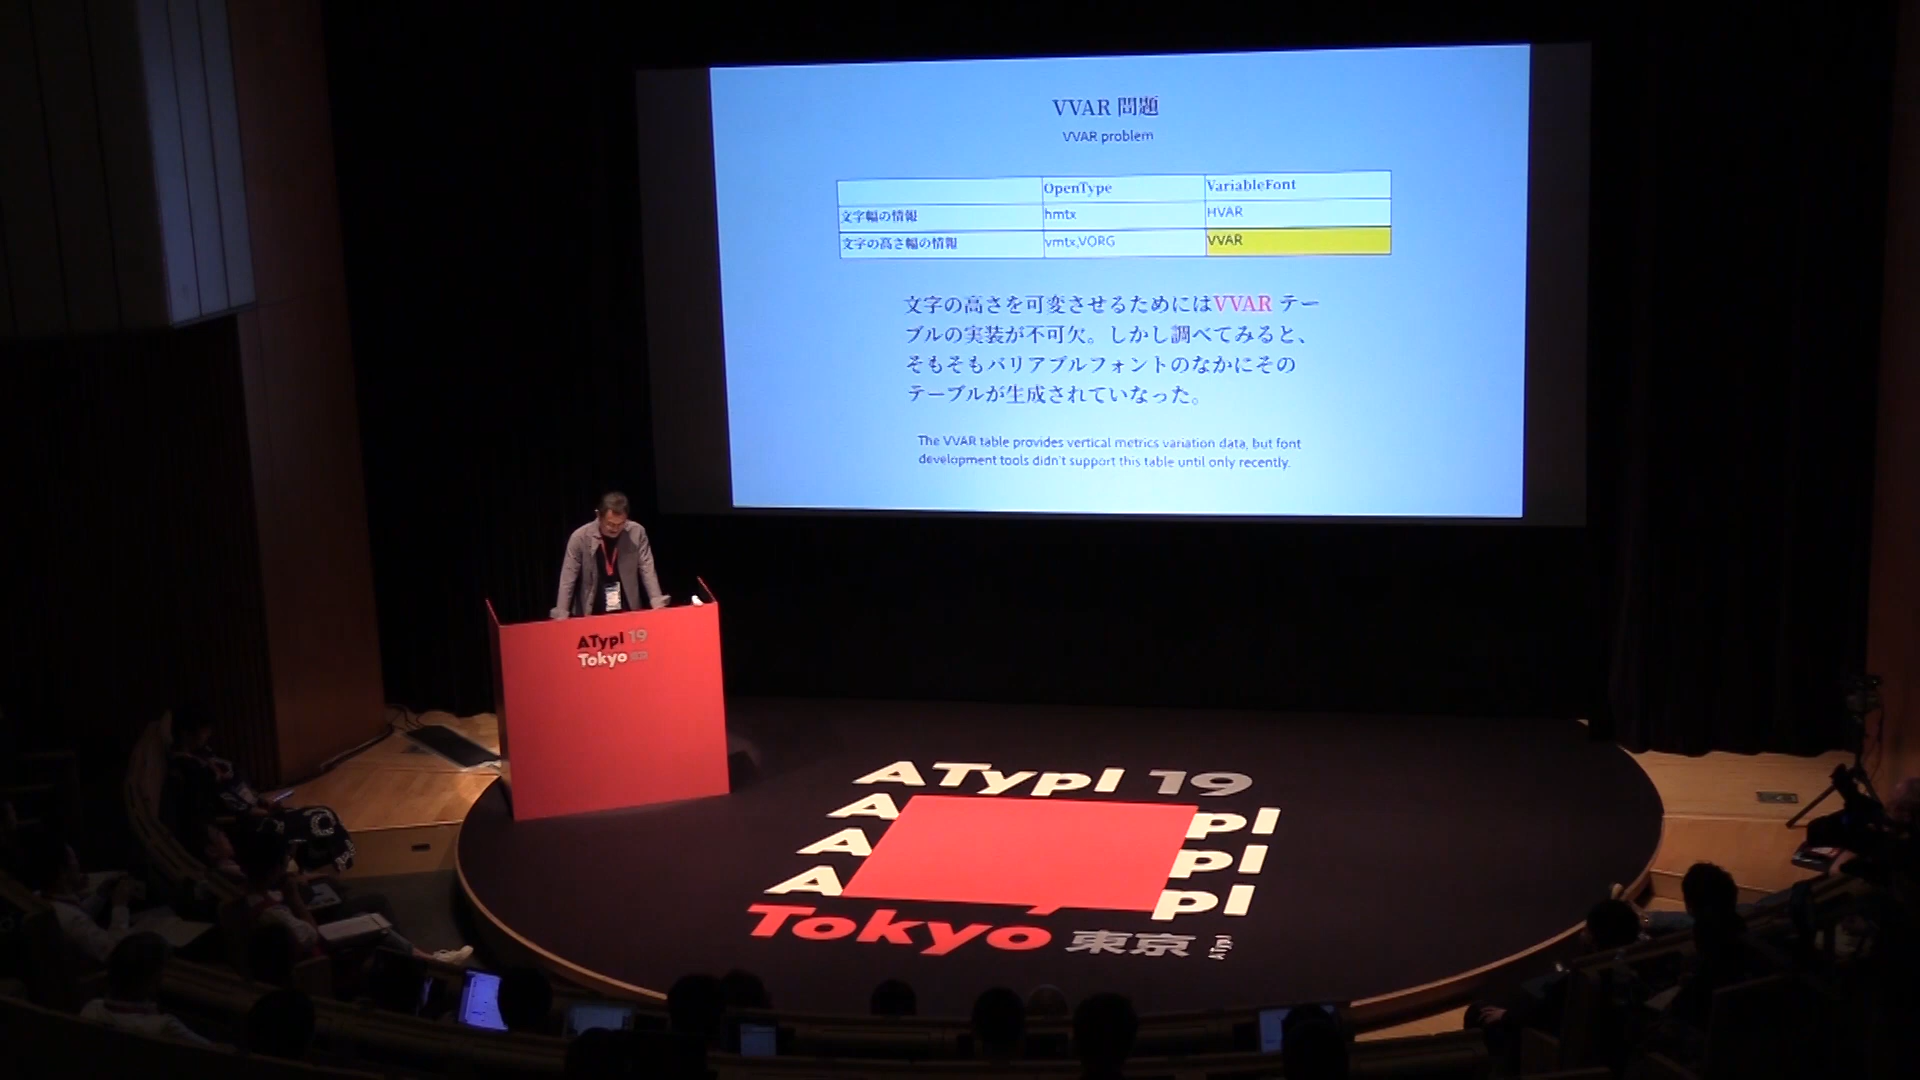 VVAR 問題
VVAR problem
OpenType VariableFont
文字幅の情報 hmtx HVAR
文字の高さ幅の情報 vmtx,VORG VVAR
文字の高さを可変させるためにはVVAR テー
ブルの実装が不可欠。しかし調べてみると、
そもそもバリアブルフォントのなかにその
テーブルが生成されていなった。
The VVAR table provides vertical metrics variation data, but font
development tools didn't support this table until only recently.
ATypI 19
Tokyo 東京
ATypI 19
A pI
A pI
A pI
Tokyo 東京 ATypI